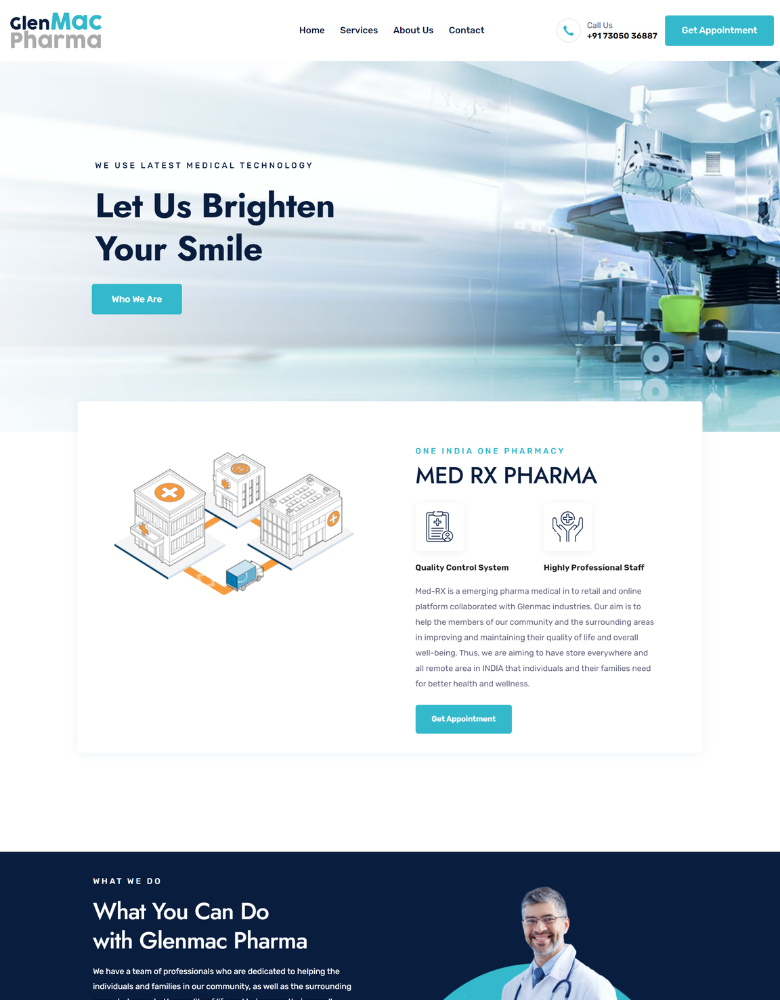 GlenMac
Pharma
Home
Services
About Us
Contact
Call Us
+91 73050 36887
Get Appointment
WE USE LATEST MEDICAL TECHNOLOGY
Let Us Brighten
Your Smile
Who We Are
ONE INDIA ONE PHARMACY
MED RX PHARMA
Quality Control System
Highly Professional Staff
Med-RX is a emerging pharma medical in to retail and online
platform collaborated with Glenmac industries. Our aim is to
help the members of our community and the surrounding areas
in improving and maintaining their quality of life and overall
well-being. Thus, we are aiming to have store everywhere and
all remote area in INDIA that individuals and their families need
for better health and wellness.
Get Appointment
WHAT WE DO
What You Can Do
with Glenmac Pharma
We have a team of professionals who are dedicated to helping the
individuals and families in our community, as well as the surrounding